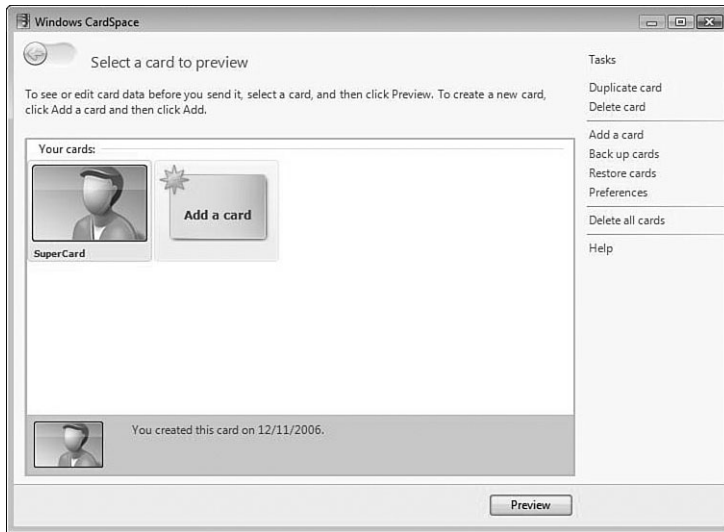 Windows CardSpace
Select a card to preview
To see or edit card data before you send it, select a card, and then click Preview. To create a new card,
click Add a card and then click Add.
Your cards:
SuperCard
Add a card
You created this card on 12/11/2006.
Preview
Tasks
Duplicate card
Delete card
Add a card
Back up cards
Restore cards
Preferences
Delete all cards
Help